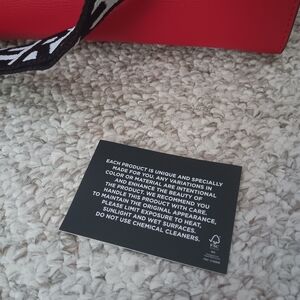 EACH PRODUCT IS UNIQUE AND SPECIALLY
MADE FOR YOU. ANY VARIATIONS IN
COLOR OR MATERIAL ARE INTENTIONAL
AND ENHANCE THE BEAUTY OF
THE PRODUCT. WE RECOMMEND YOU
HANDLE THIS PRODUCT WITH CARE.
TO MAINTAIN THE ORIGINAL APPEARANCE,
PLEASE LIMIT EXPOSURE TO HEAT,
SUNLIGHT AND WET SURFACES.
DO NOT USE CHEMICAL CLEANERS.
FSC